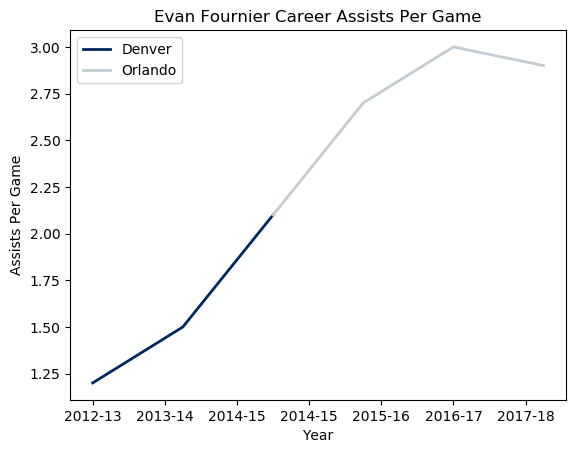 Evan Fournier Career Assists Per Game
Denver
Orlando
3.00
2.75
2.50
2.25
2.00
1.75
1.50
1.25
Assists Per Game
2012-13 2013-14 2014-15 2014-15 2015-16 2016-17 2017-18
Year